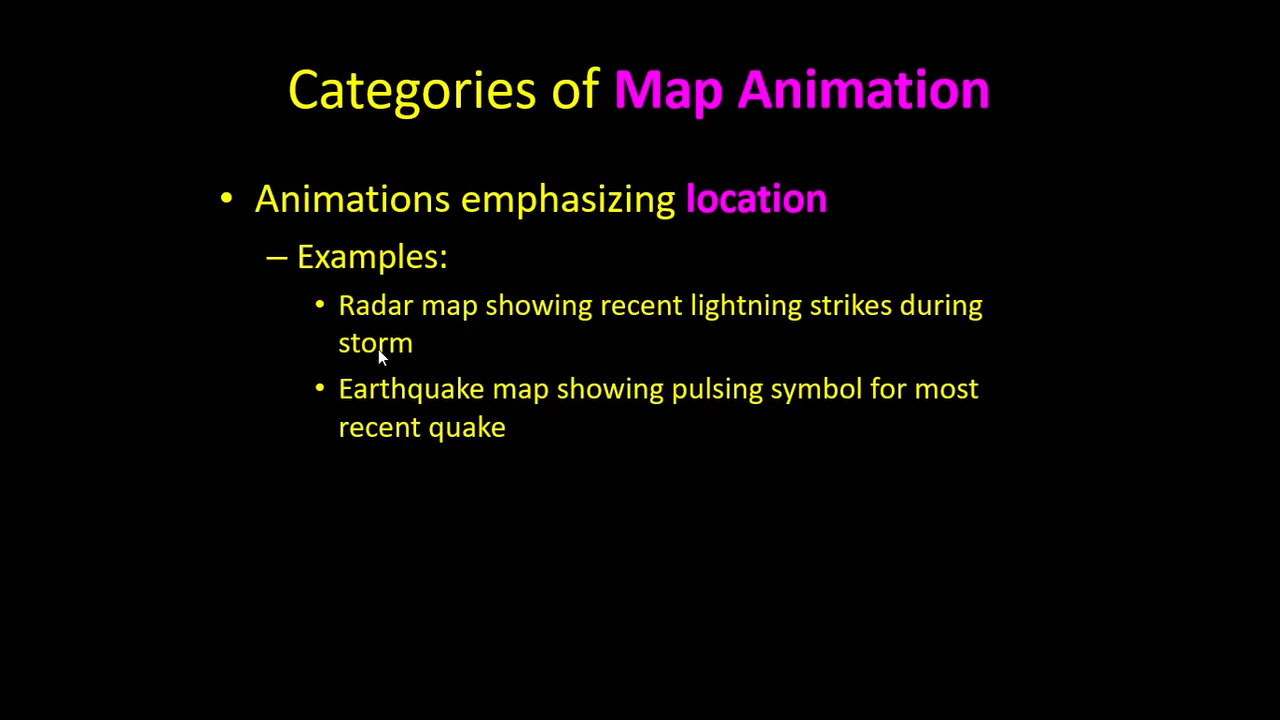 Categories of Map Animation
• Animations emphasizing location
– Examples:
• Radar map showing recent lightning strikes during
storm
• Earthquake map showing pulsing symbol for most
recent quake